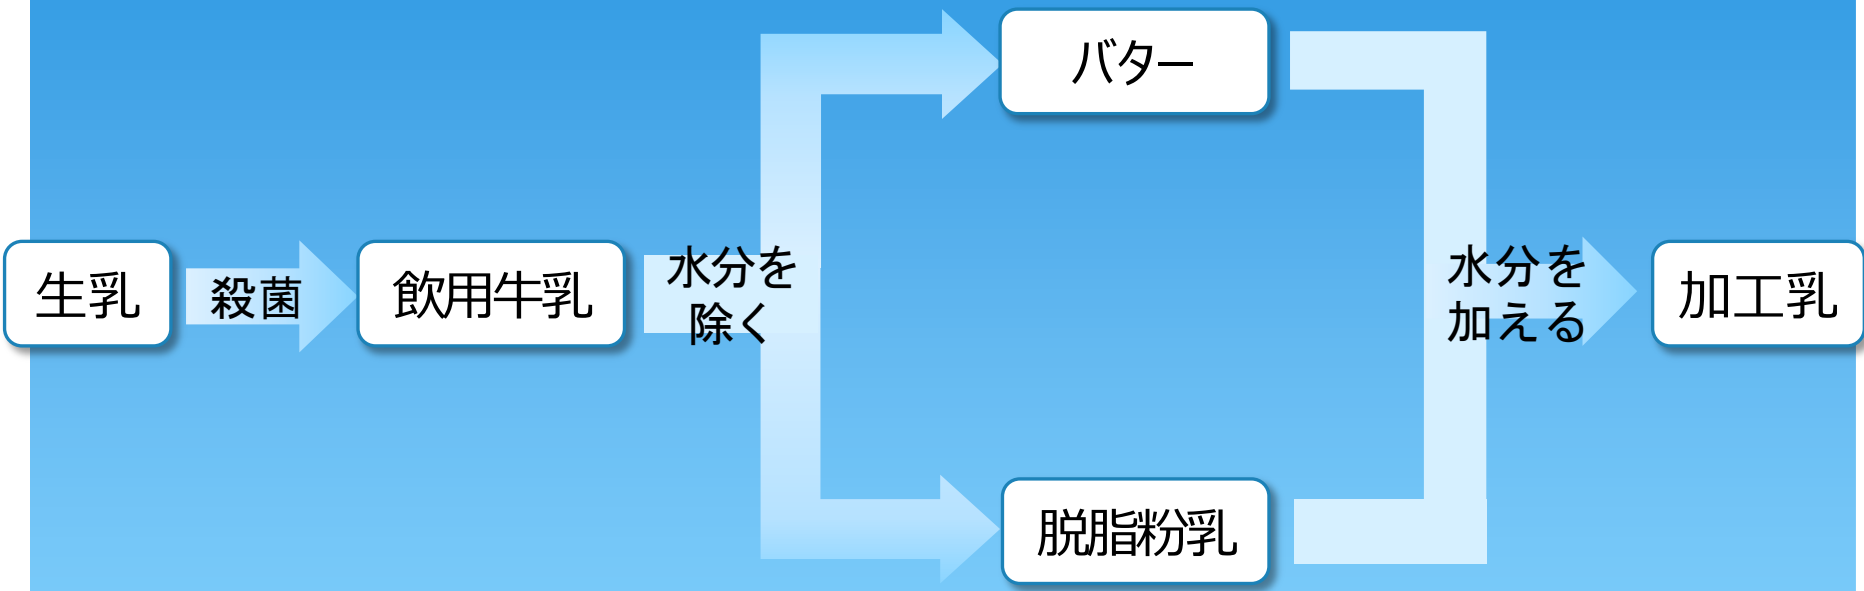 生乳
殺菌
飲用牛乳
水分を
除く
バター
脱脂粉乳
水分を
加える
加工乳